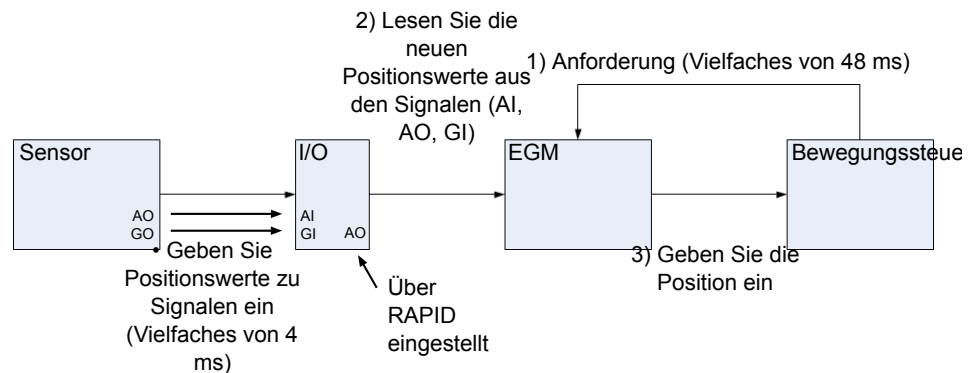 2) Lesen Sie die
neuen
Positionswerte aus
den Signalen (AI,
AO, GI)
1) Anforderung (Vielfaches von 48 ms)
Sensor
I/O
EGM
Bewegungssteue
AO
GO
AI
GI
AO
• Geben Sie
Positionswerte zu
Signalen ein
(Vielfaches von 4
ms)
Über
RAPID
eingestellt
3) Geben Sie die
Position ein